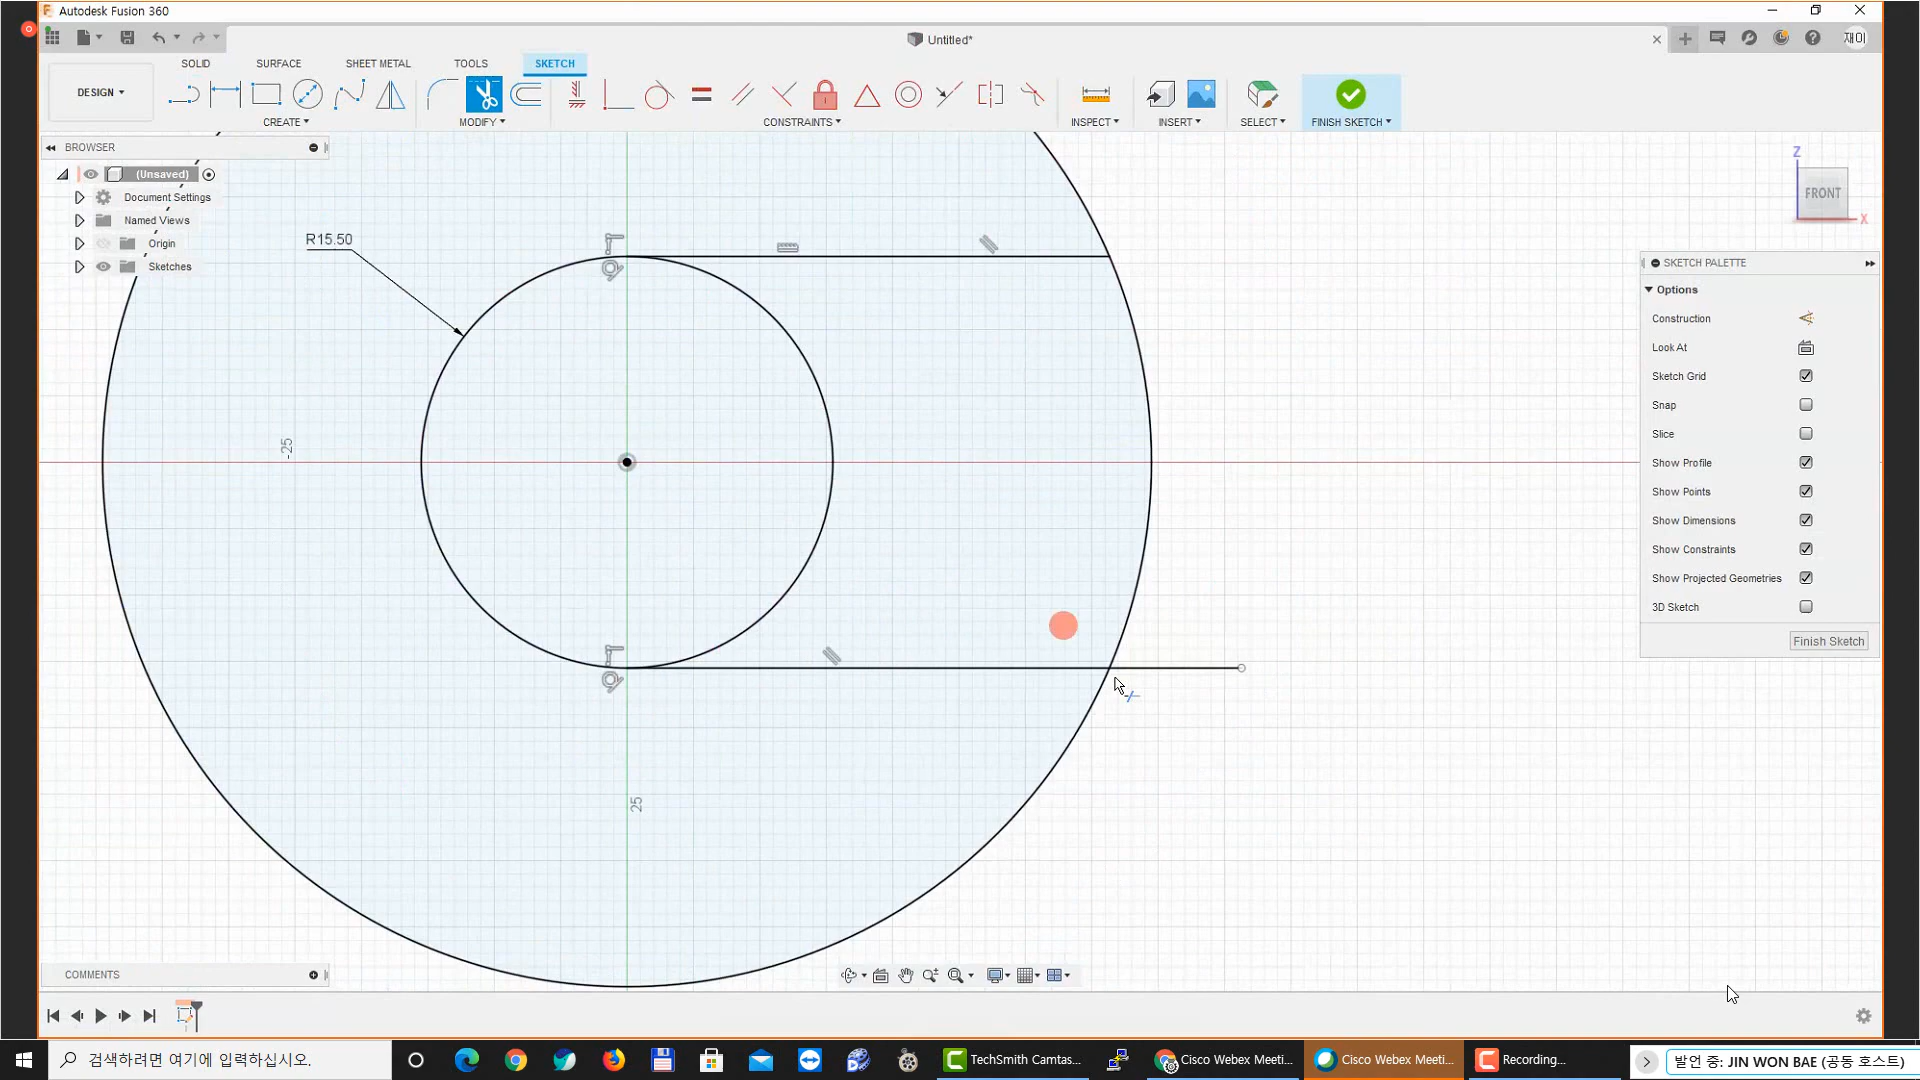 Autodesk Fusion 360
Untitled*
재이
SOLID
SURFACE
SHEET METAL
TOOLS
SKETCH
DESIGN
CREATE
MODIFY
CONSTRAINTS
INSPECT
INSERT
SELECT
FINISH SKETCH
BROWSER
(Unsaved)
Document Settings
Named Views
Origin
Sketches
R15.50
-25
25
Z
FRONT
X
SKETCH PALETTE
Options
Construction
Look At
Sketch Grid
Snap
Slice
Show Profile
Show Points
Show Dimensions
Show Constraints
Show Projected Geometries
3D Sketch
Finish Sketch
COMMENTS
검색하려면 여기에 입력하십시오.
TechSmith Camtas...
Cisco Webex Meeti...
Cisco Webex Meeti...
Recording...
발언 중: JIN WON BAE (공동 호스트)